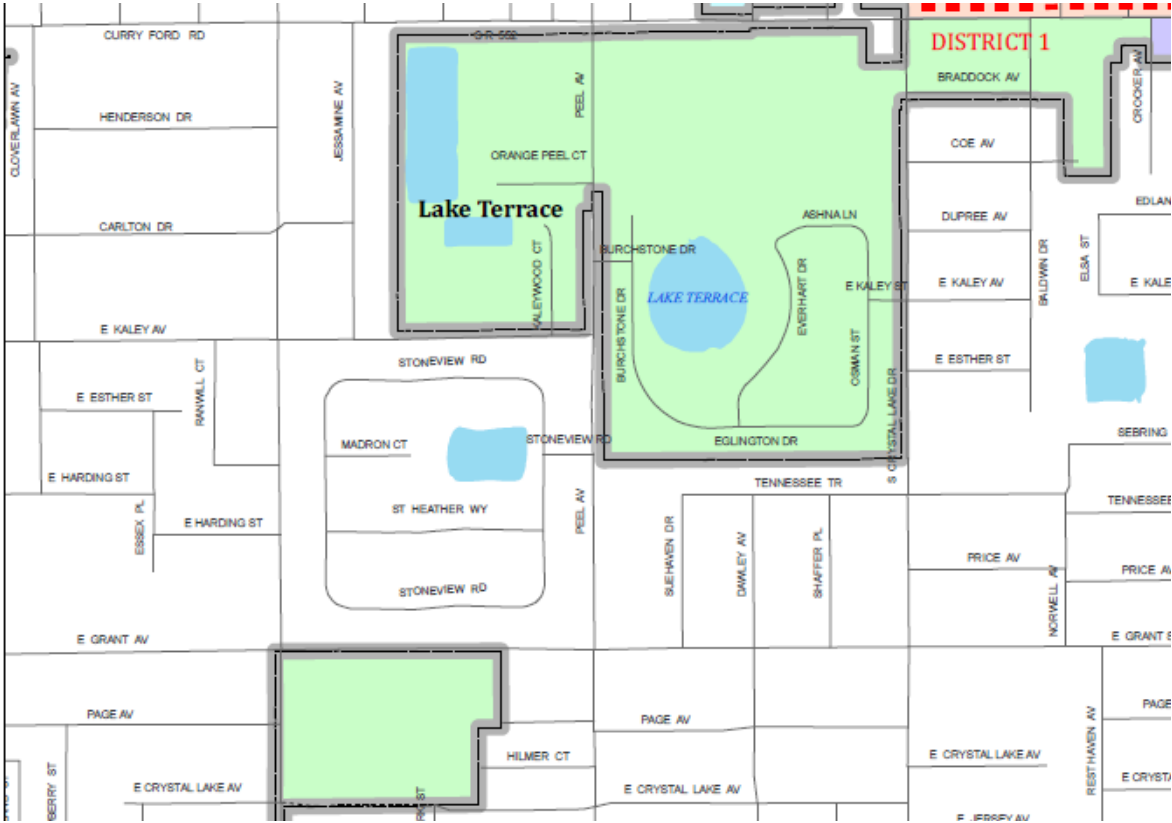 CURRY FORD RD
S R 552
DISTRICT 1
BRADDOCK AV
CROCKER AV
CLOVERLAWN AV
HENDERSON DR
JESSAMINE AV
PEEL AV
ORANGE PEEL CT
COE AV
Lake Terrace
CARLTON DR
KALEYWOOD CT
BURCHSTONE DR
BURCHSTONE DR
LAKE TERRACE
ASHNA LN
EVERHART DR
E KALEY ST
OSMAN ST
DUPREE AV
BALDWIN DR
ELSA ST
EDLAN
E KALEY AV
E KALE
E KALEY AV
STONEVIEW RD
E ESTHER ST
RANWILL CT
E ESTHER ST
MADRON CT
STONEVIEW RD
EGLINGTON DR
S CRYSTAL LAKE DR
SEBRING
E HARDING ST
TENNESSEE TR
TENNESSEE
ESSEX PL
E HARDING ST
ST HEATHER WY
PEEL AV
SUEHAVEN DR
DAWLEY AV
SHAFFER PL
PRICE AV
PRICE AV
STONEVIEW RD
NORWELL AV
E GRANT AV
E GRANT S
PAGE AV
PAGE AV
PAGE
REST HAVEN AV
HILMER CT
E CRYSTAL LAKE AV
E CRYSTAL LAKE AV
E CRYSTAL LAKE AV
E CRYSTA
BERRY ST
RK ST
E JERSEY AV